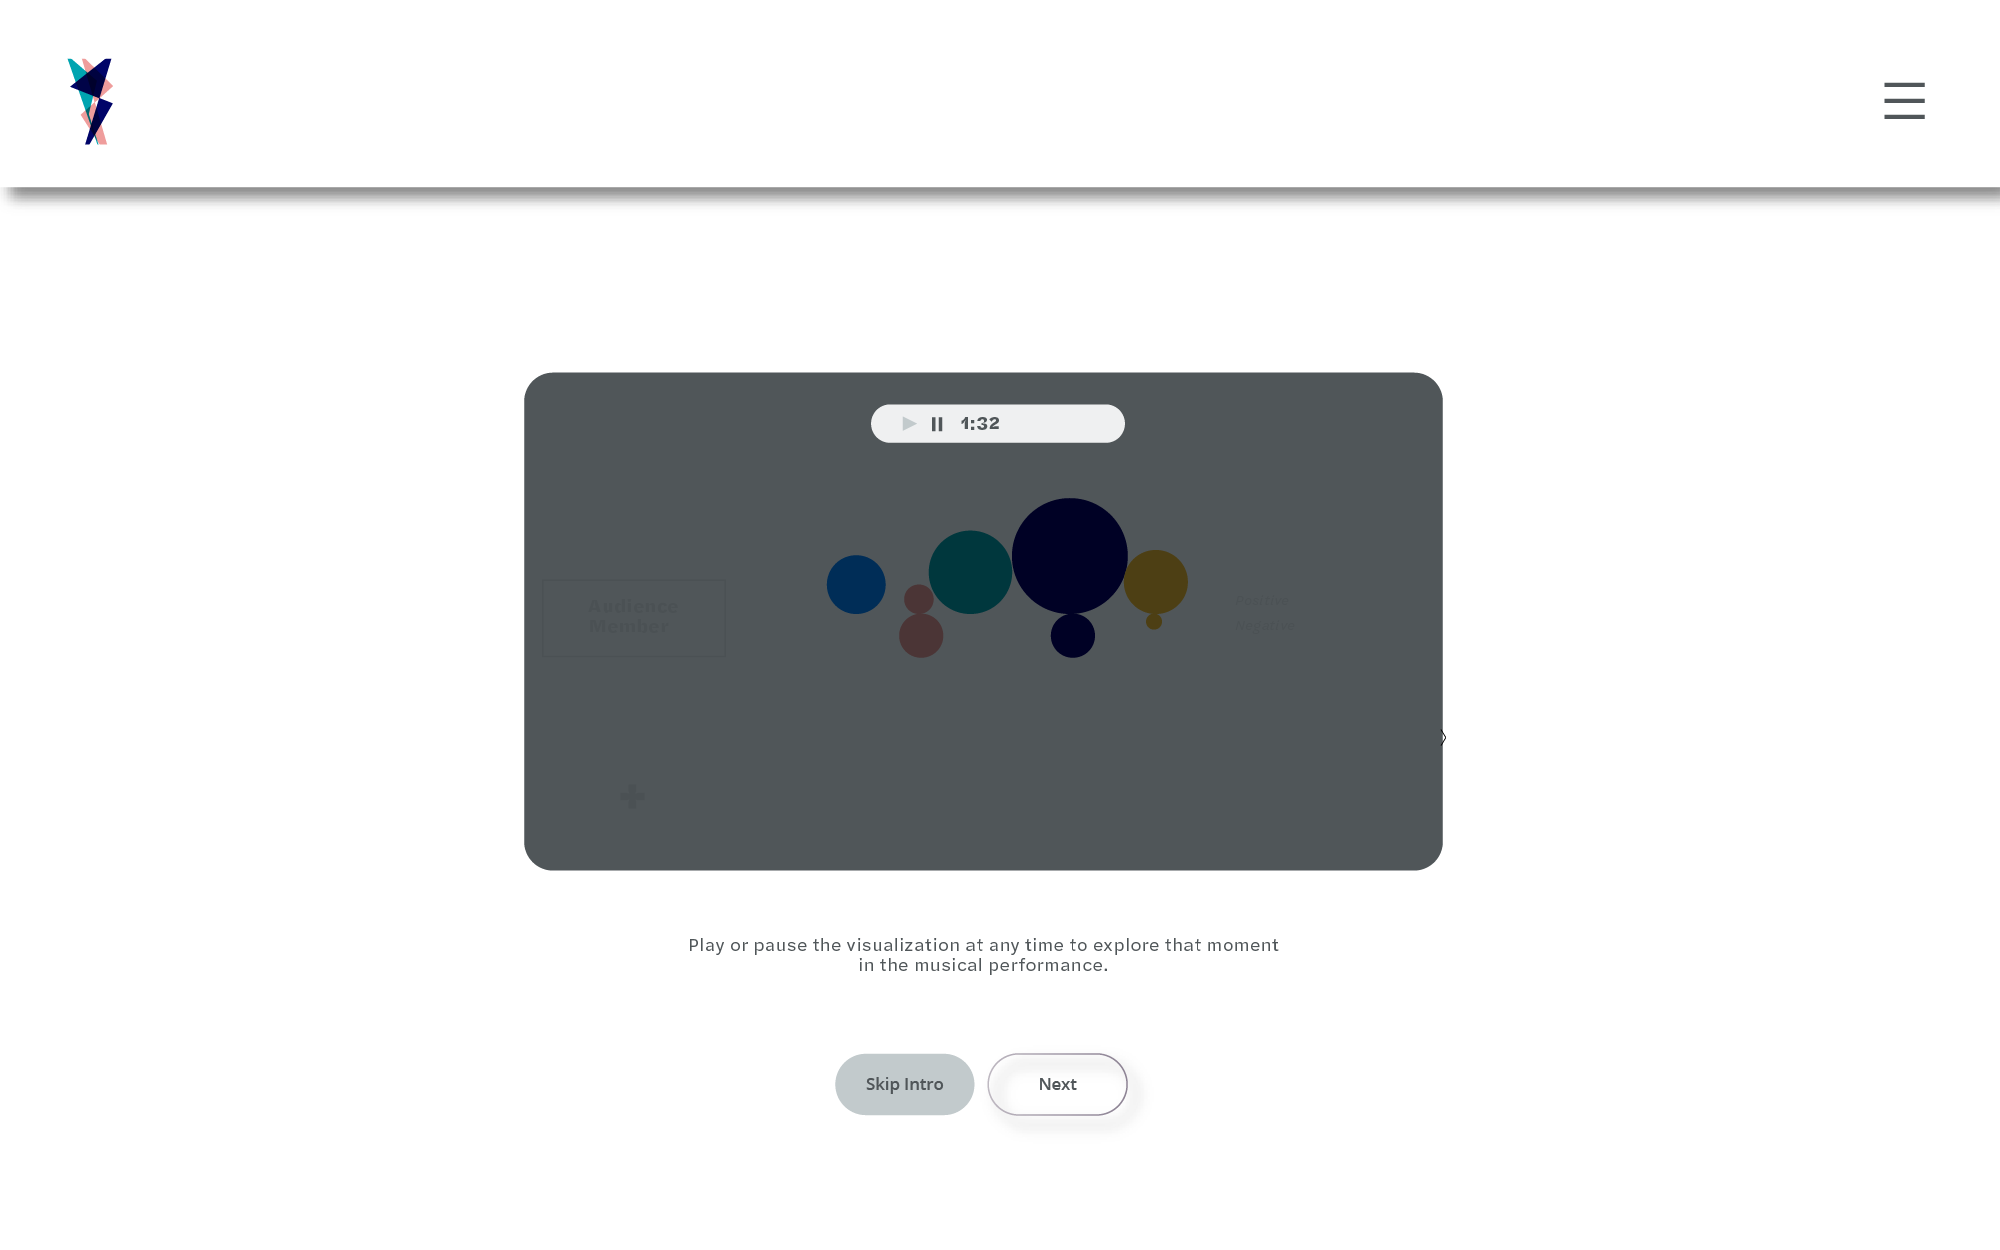 1:32
Audience
Member
Positive
Negative
Play or pause the visualization at any time to explore that moment
in the musical performance.
Skip Intro
Next